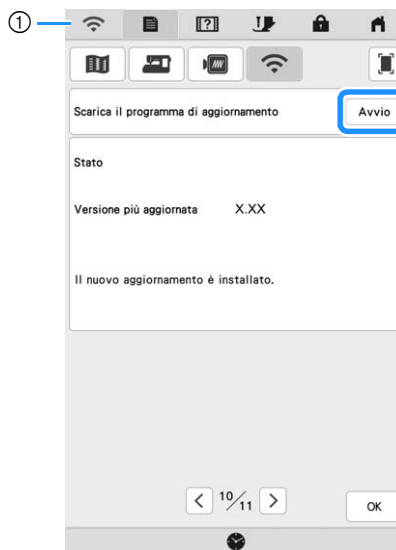 ①
Scarica il programma di aggiornamento Avvio
Stato
Versione più aggiornata X.XX
Il nuovo aggiornamento è installato.
10/11
OK